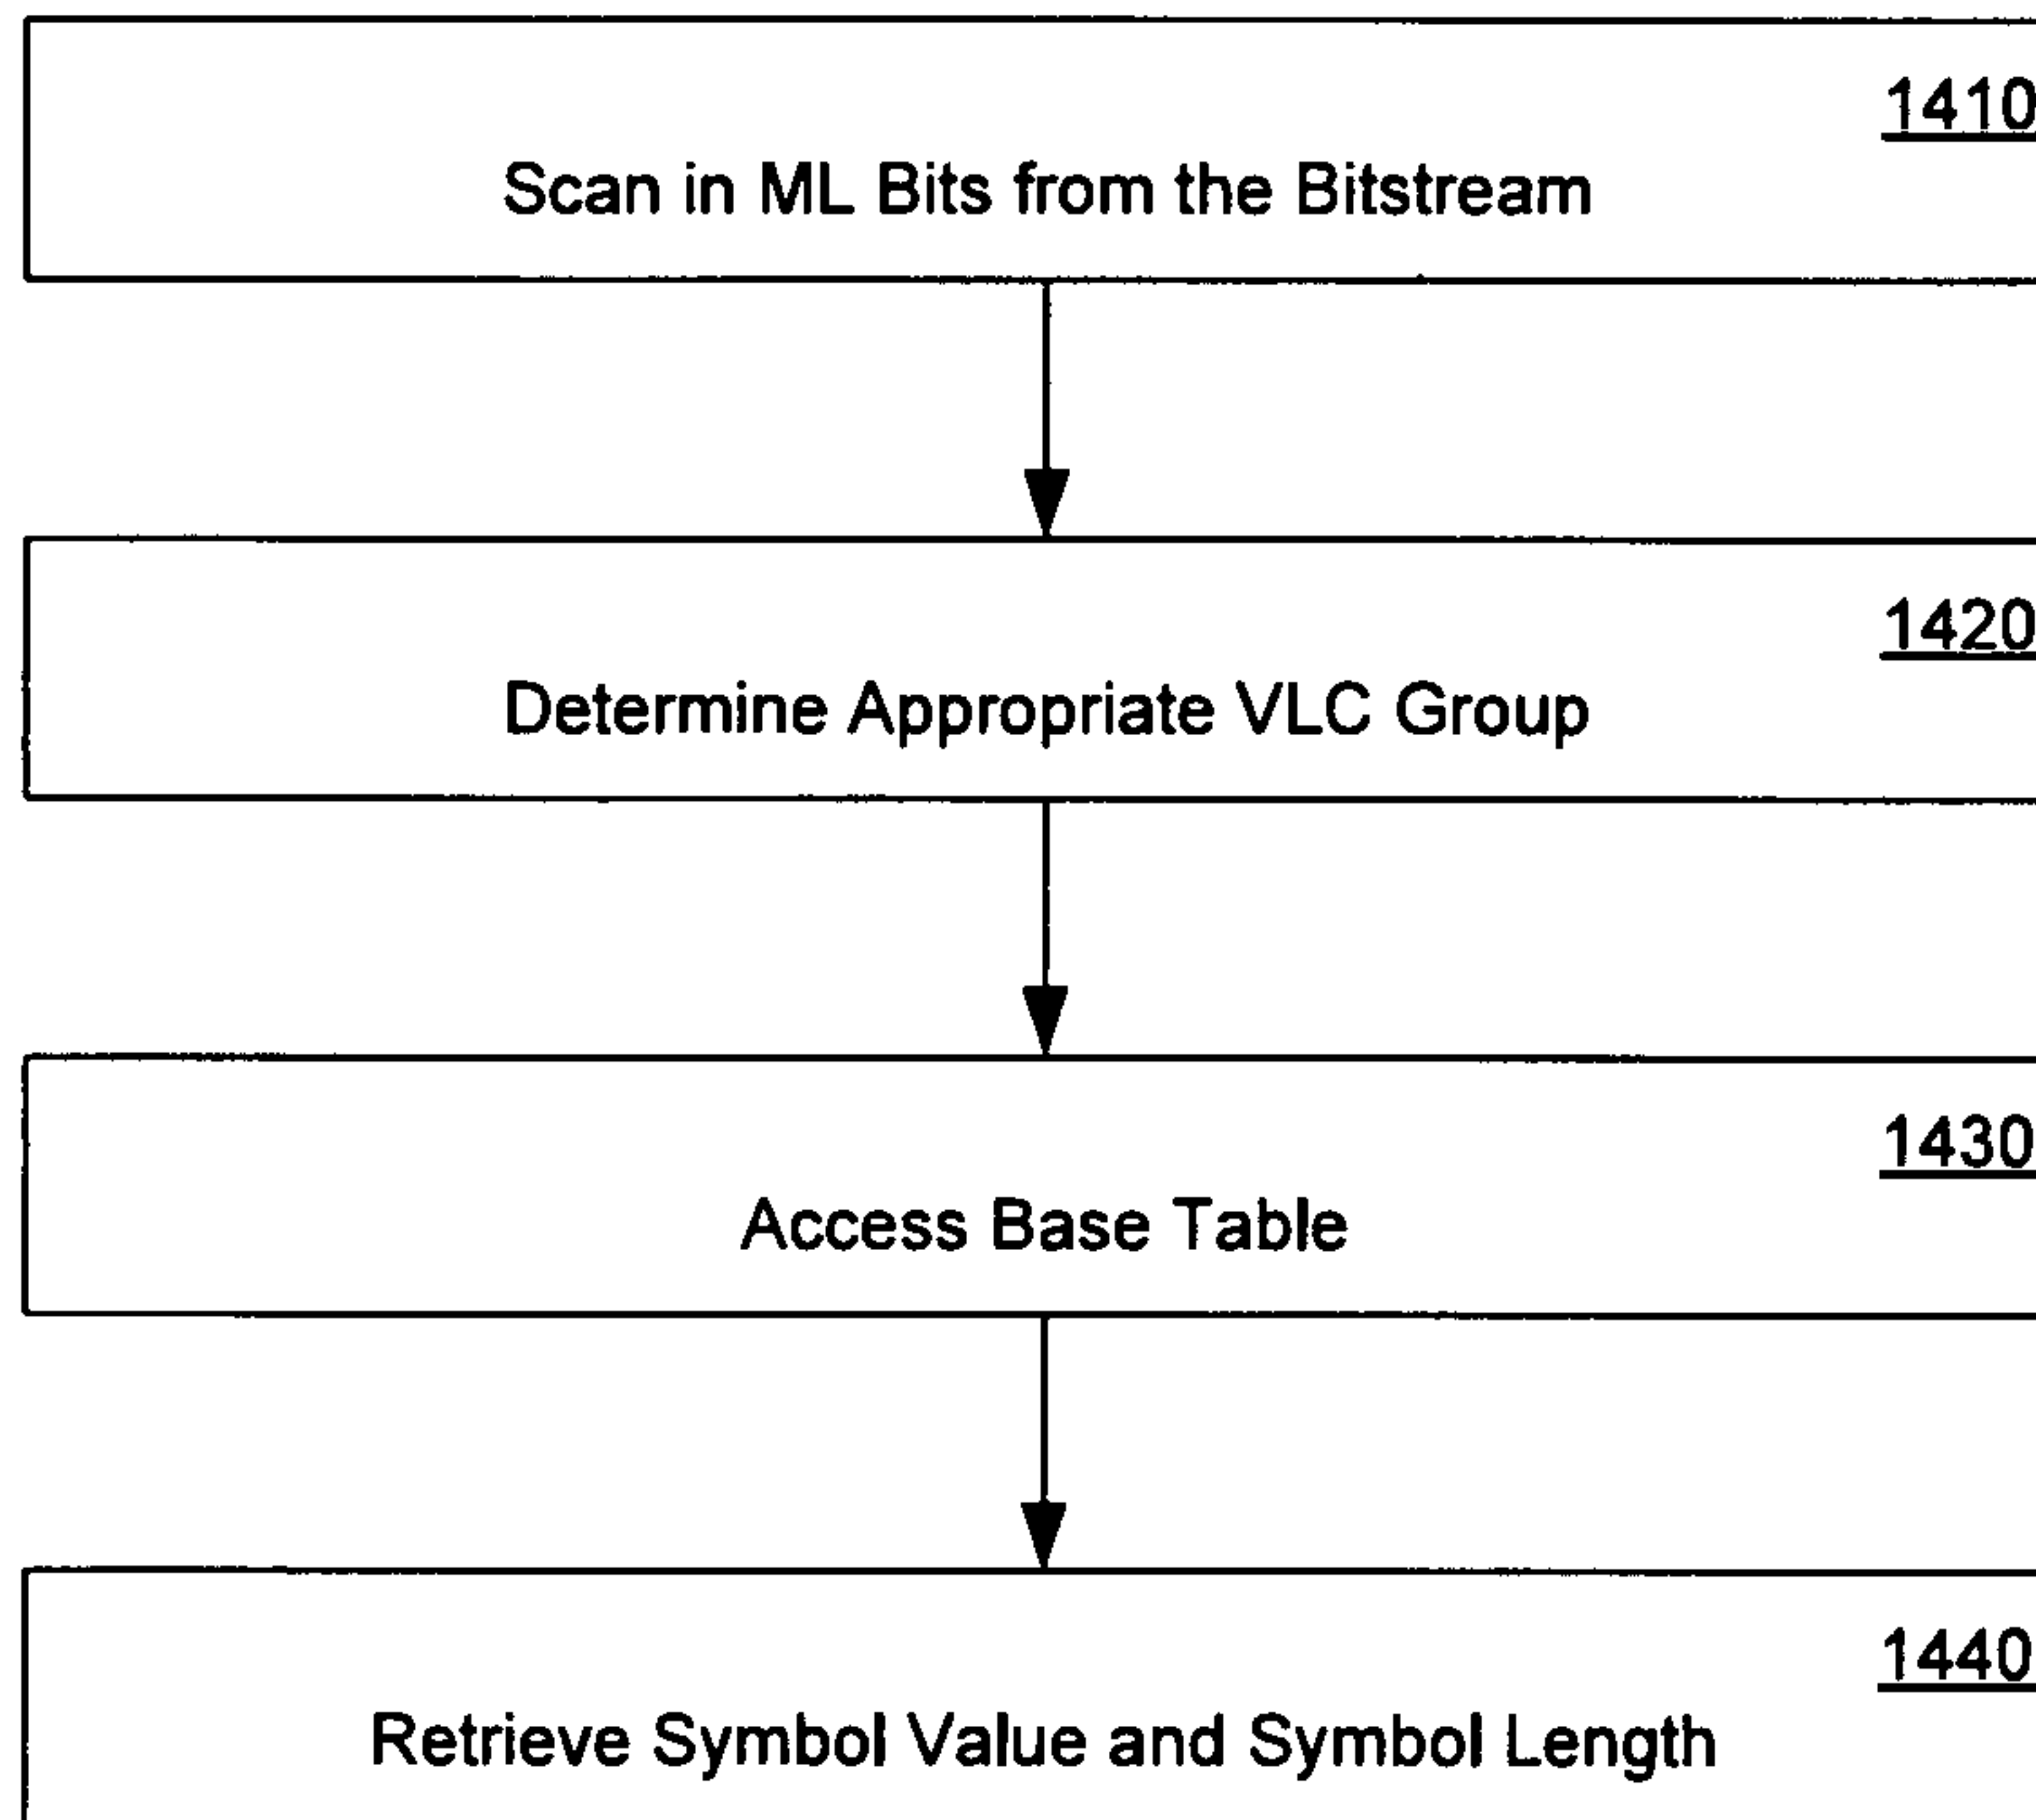 1410
Scan in ML Bits from the Bitstream
1420
Determine Appropriate VLC Group
1430
Access Base Table
1440
Retrieve Symbol Value and Symbol Length